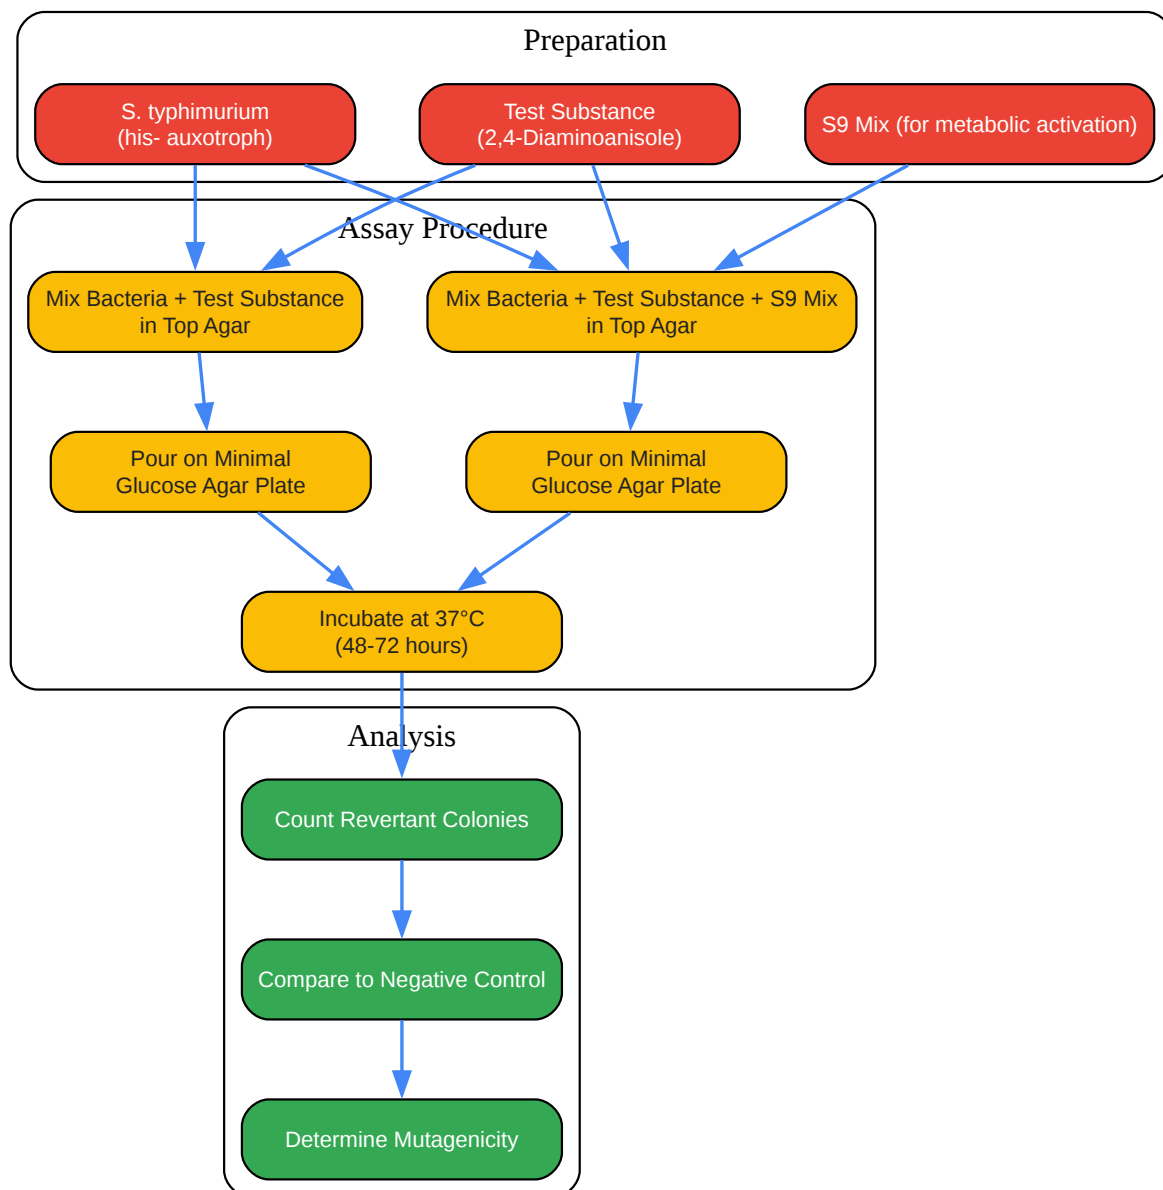 Preparation
S. typhimurium
(his- auxotroph)
Test Substance
(2,4-Diaminoanisole)
S9 Mix (for metabolic activation)
Assay Procedure
Mix Bacteria + Test Substance
in Top Agar
Mix Bacteria + Test Substance + S9 Mix
in Top Agar
Pour on Minimal
Glucose Agar Plate
Pour on Minimal
Glucose Agar Plate
Incubate at 37°C
(48-72 hours)
Analysis
Count Revertant Colonies
Compare to Negative Control
Determine Mutagenicity